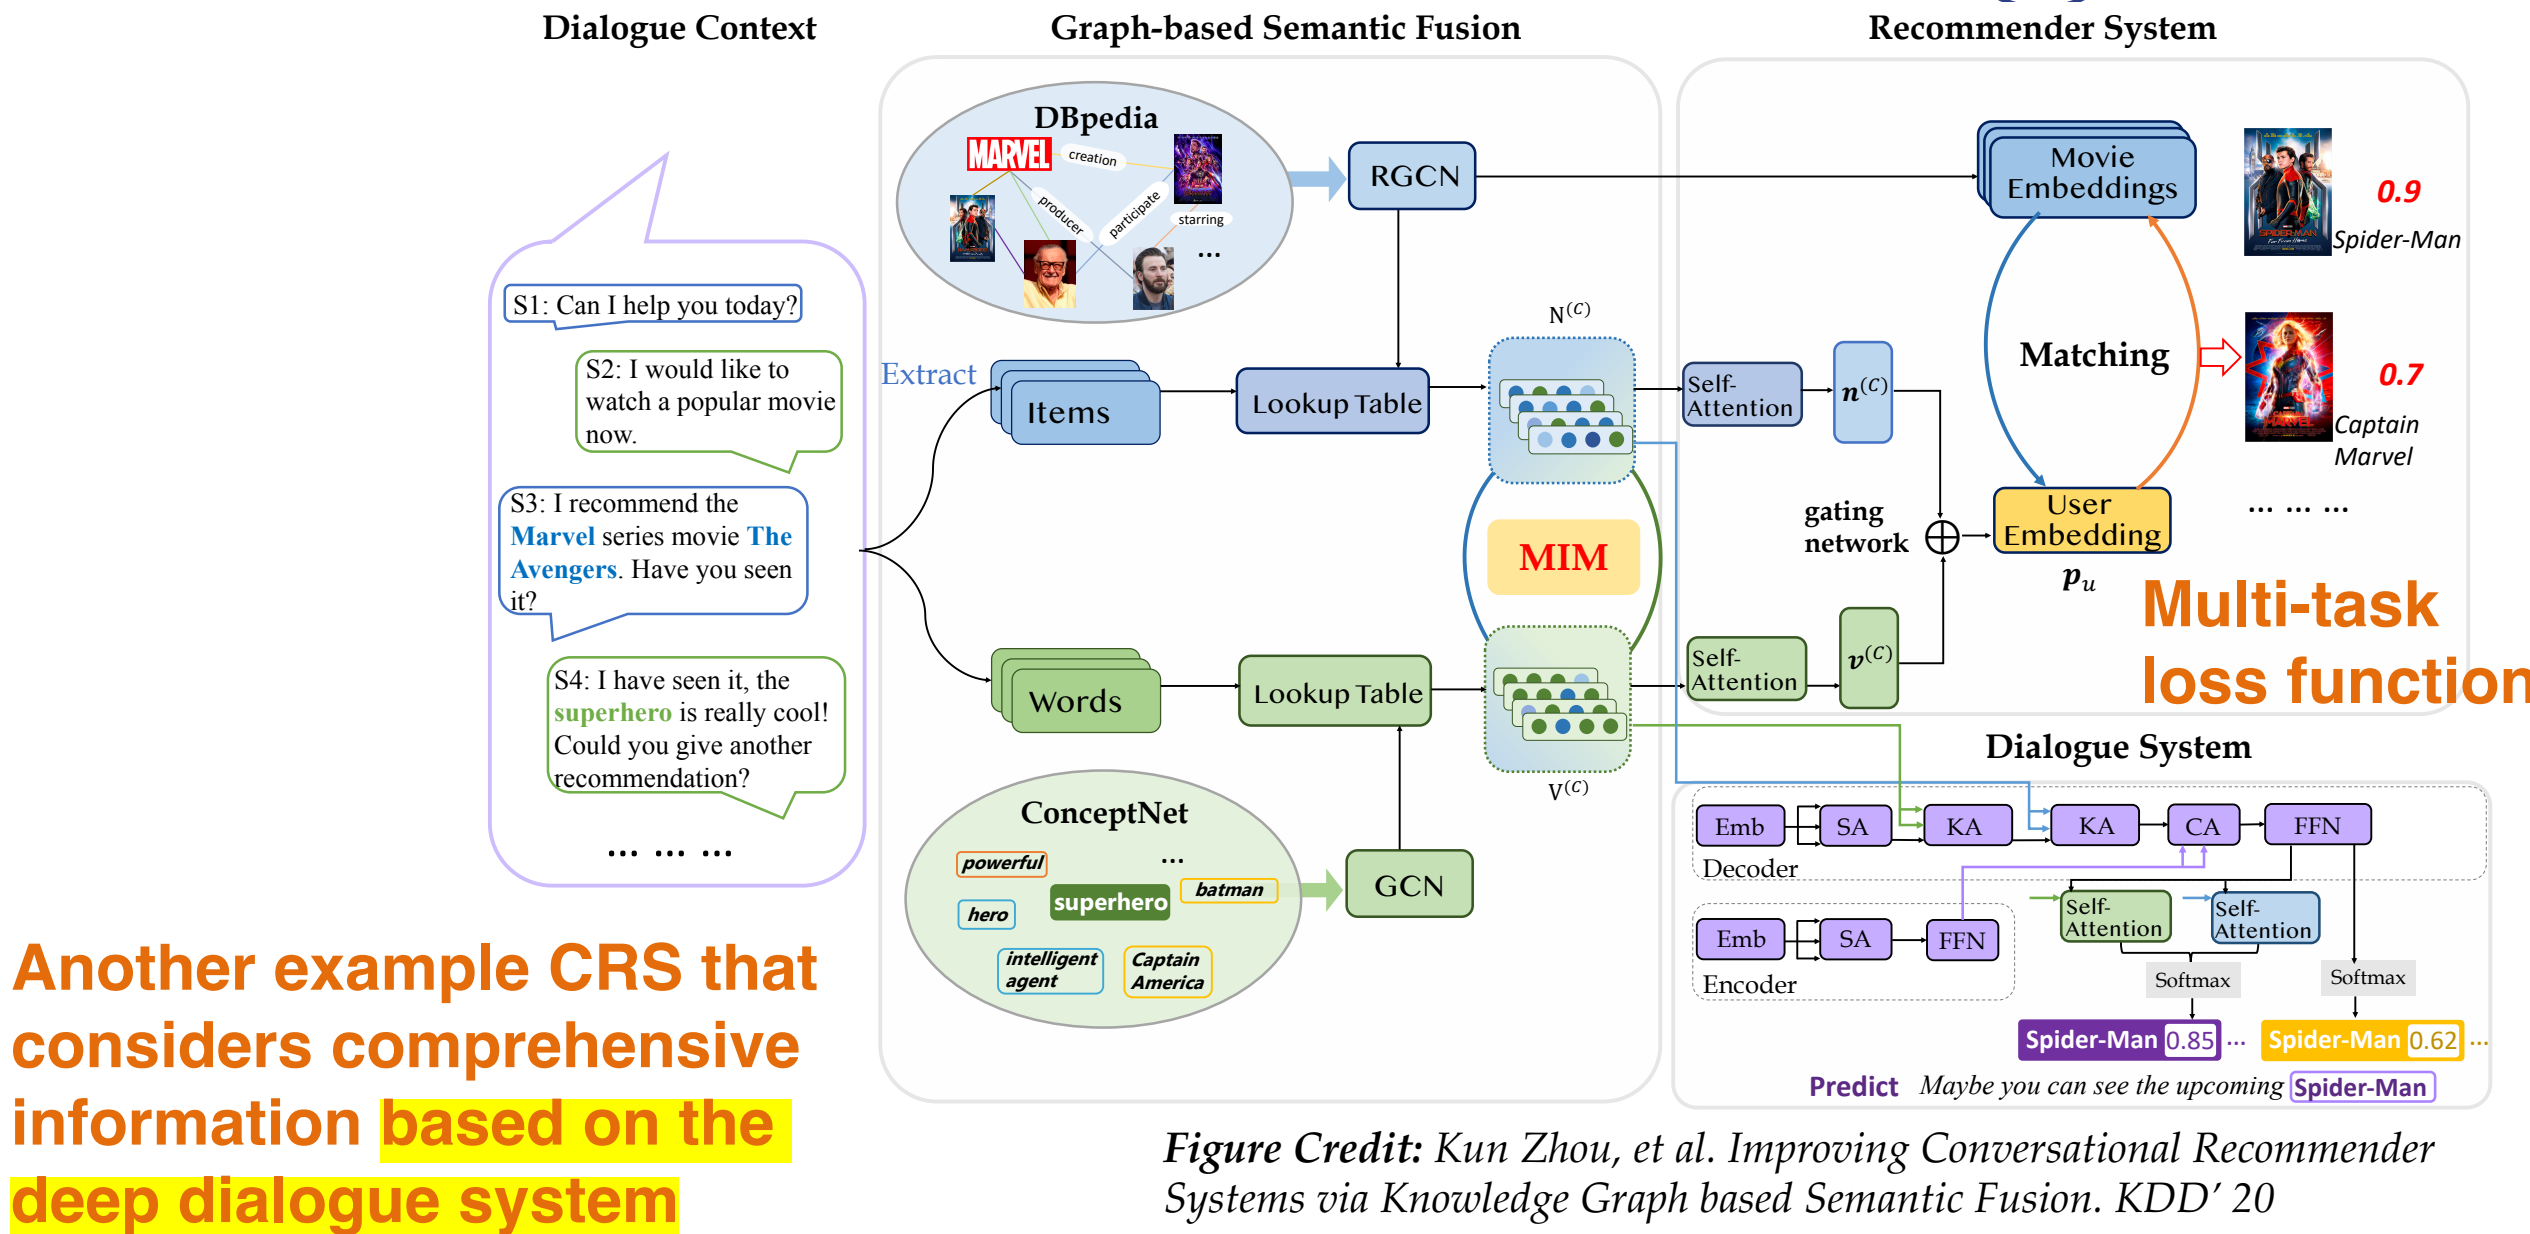 Dialogue Context
Graph-based Semantic Fusion
Recommender System
S1: Can I help you today?
S2: I would like to
watch a popular movie
now.
S3: I recommend the
Marvel series movie The
Avengers. Have you seen
it?
S4: I have seen it, the
superhero is really cool!
Could you give another
recommendation?
... ... ...
DBpedia
MARVEL
creation
producer
participate
starring
...
RGCN
Extract
Items
Lookup Table
N(C)
MIM
Words
Lookup Table
V(C)
ConceptNet
powerful
...
superhero
batman
hero
intelligent
agent
Captain
America
GCN
Movie
Embeddings
0.9
Spider-Man
Matching
0.7
Captain
Marvel
... ... ...
Self-
Attention
n(C)
gating
network
User
Embedding
pu
Self-
Attention
v(C)
Multi-task
loss function
Dialogue System
Emb
SA
KA
KA
CA
FFN
Decoder
Emb
SA
FFN
Encoder
Self-
Attention
Self-
Attention
Softmax
Softmax
Spider-Man 0.85 ...
Spider-Man 0.62 ...
Predict Maybe you can see the upcoming Spider-Man
Another example CRS that
considers comprehensive
information based on the
deep dialogue system
Figure Credit: Kun Zhou, et al. Improving Conversational Recommender
Systems via Knowledge Graph based Semantic Fusion. KDD' 20